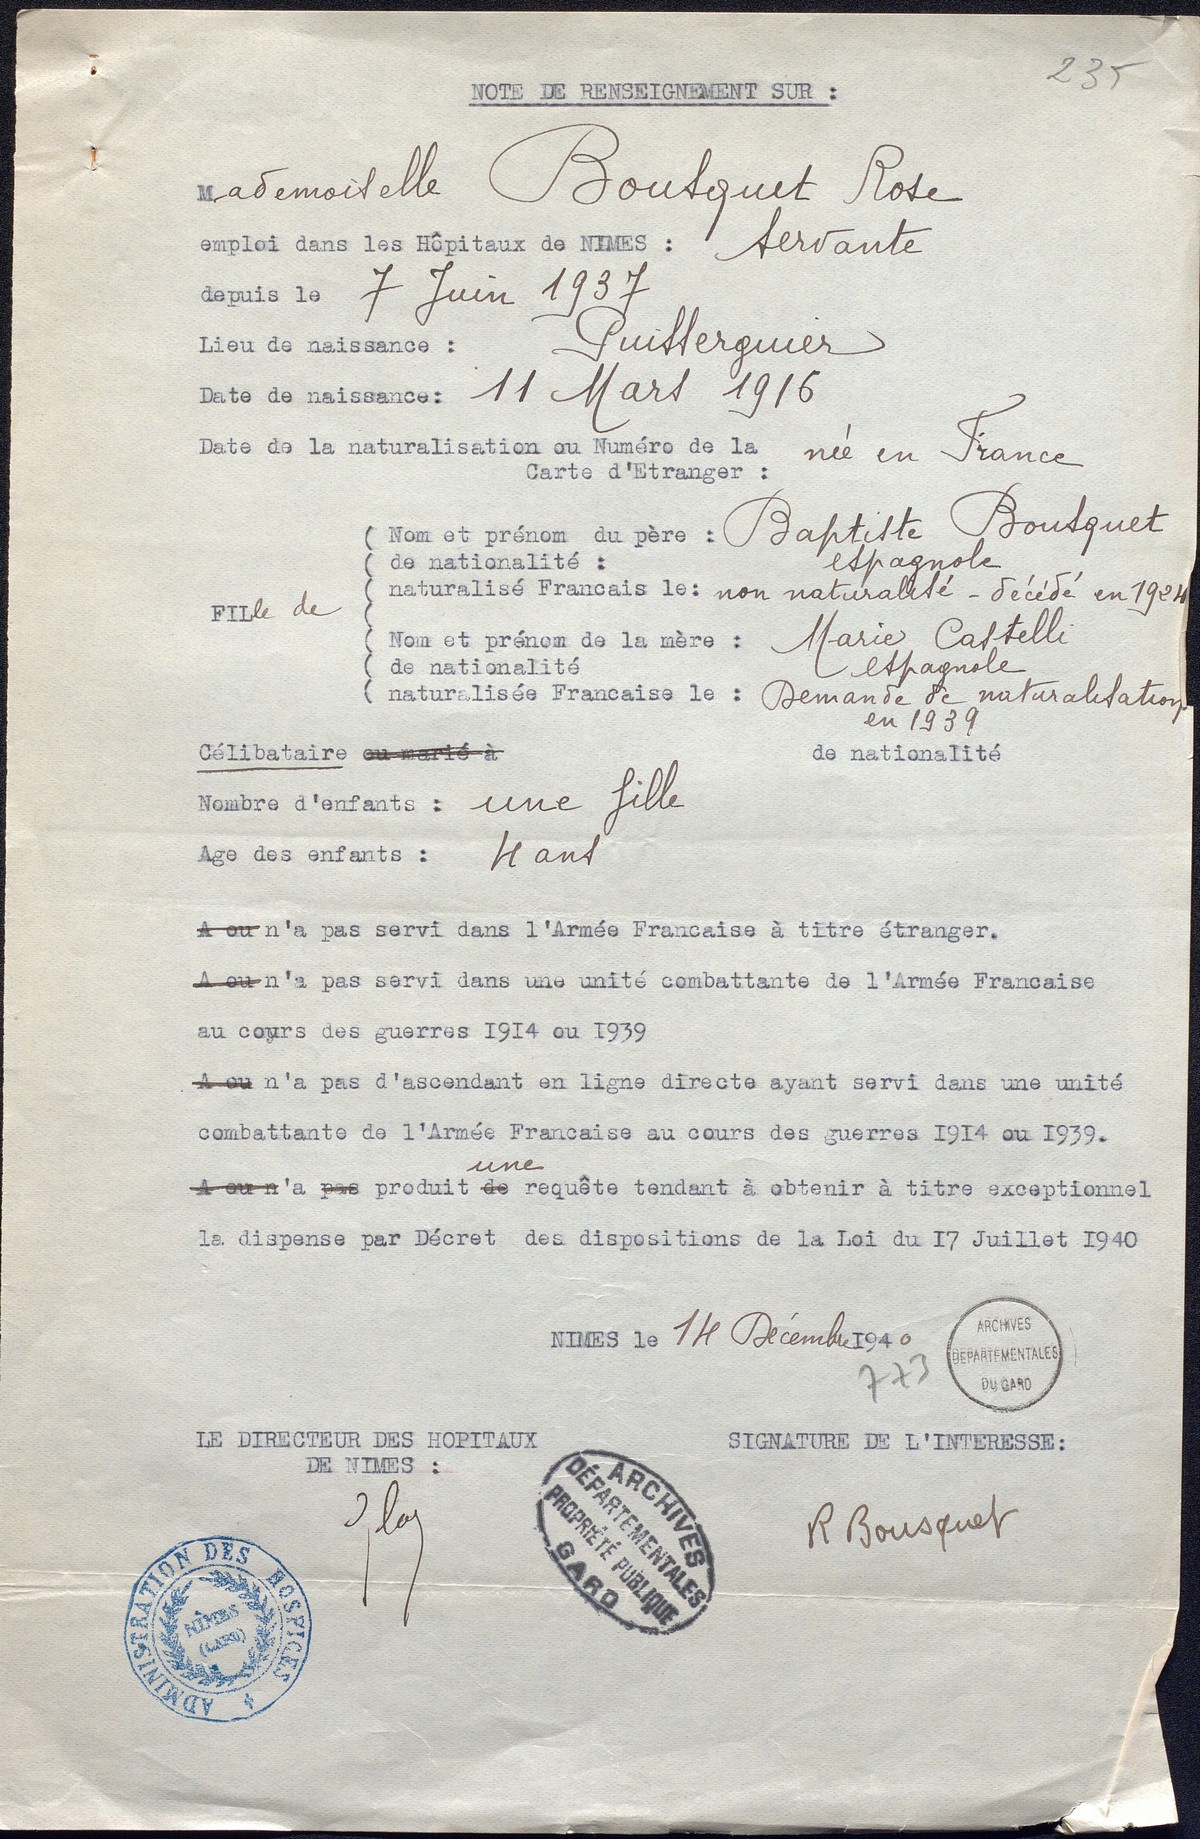 235
NOTE DE RENSEIGNEMENT SUR :
Mademoiselle Bousquet Rose
emploi dans les Hôpitaux de NIMES : servante
depuis le 7 Juin 1937
Lieu de naissance : Puisserguier
Date de naissance: 11 Mars 1916
Date de la naturalisation ou Numéro de la
Carte d'Etranger : née en France
( Nom et prénom du père : Baptiste Bousquet
( de nationalité : espagnole
( naturalisé Francais le: non naturalisé - décédé en 1924
FILle de (
( Nom et prénom de la mère : Marie Castelli
( de nationalité espagnole
( naturalisée Francaise le : Demande de naturalisation
en 1939
Célibataire ou marié à de nationalité
Nombre d'enfants : une fille
Age des enfants : 4 ans
A ou n'a pas servi dans l'Armée Francaise à titre étranger.
A ou n'a pas servi dans une unité combattante de l'Armée Francaise
au cours des guerres I9I4 ou I939
A ou n'a pas d'ascendant en ligne directe ayant servi dans une unité
combattante de l'Armée Francaise au cours des guerres I9I4 ou I939.
une
A ou n'a pas produit de requête tendant à obtenir à titre exceptionnel
la dispense par Décret des dispositions de la Loi du I7 Juillet I940
NIMES le 14 Décembre I940
773
ARCHIVES
DEPARTEMENTALES
DU GARD
LE DIRECTEUR DES HOPITAUX
DE NIMES :
SIGNATURE DE L'INTERESSE:
R Bousquet
ARCHIVES
DÉPARTEMENTALES
PROPRIÉTÉ PUBLIQUE
GARD
ADMINISTRATION DES HOSPICES
NÎMES
(GARD)